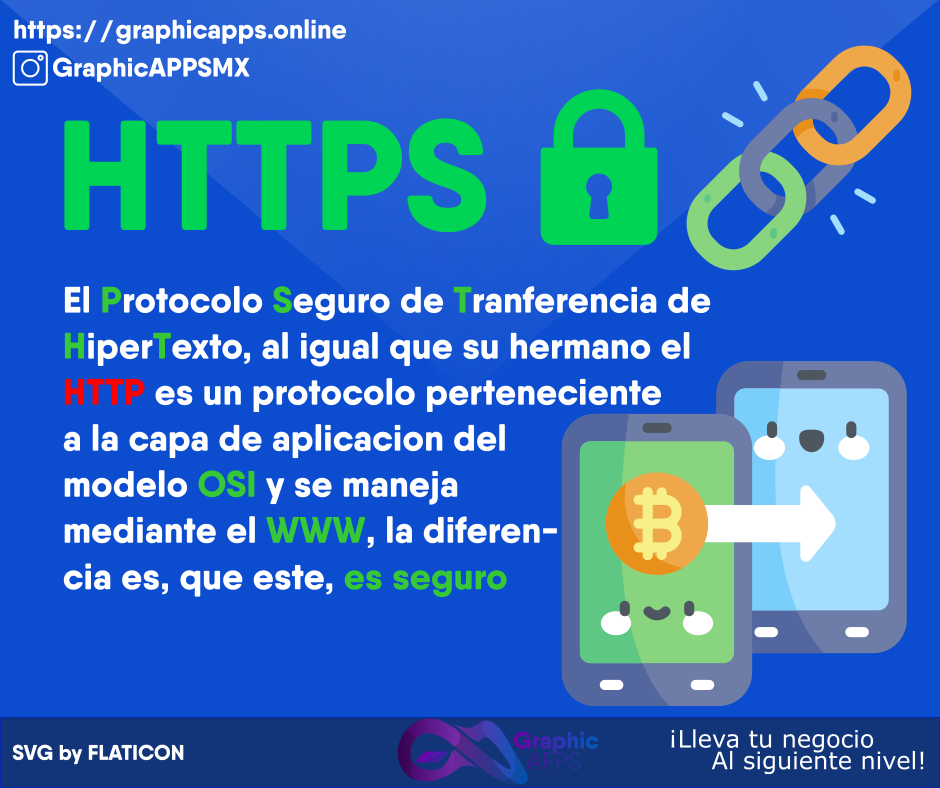 https://graphicapps.online
GraphicAPPSMX
HTTPS
El Protocolo Seguro de Tranferencia de
HiperTexto, al igual que su hermano el
HTTP es un protocolo perteneciente
a la capa de aplicacion del
modelo OSI y se maneja
mediante el WWW, la diferen-
cia es, que este, es seguro
SVG by FLATICON
Graphic
APPS
¡Lleva tu negocio
Al siguiente nivel!